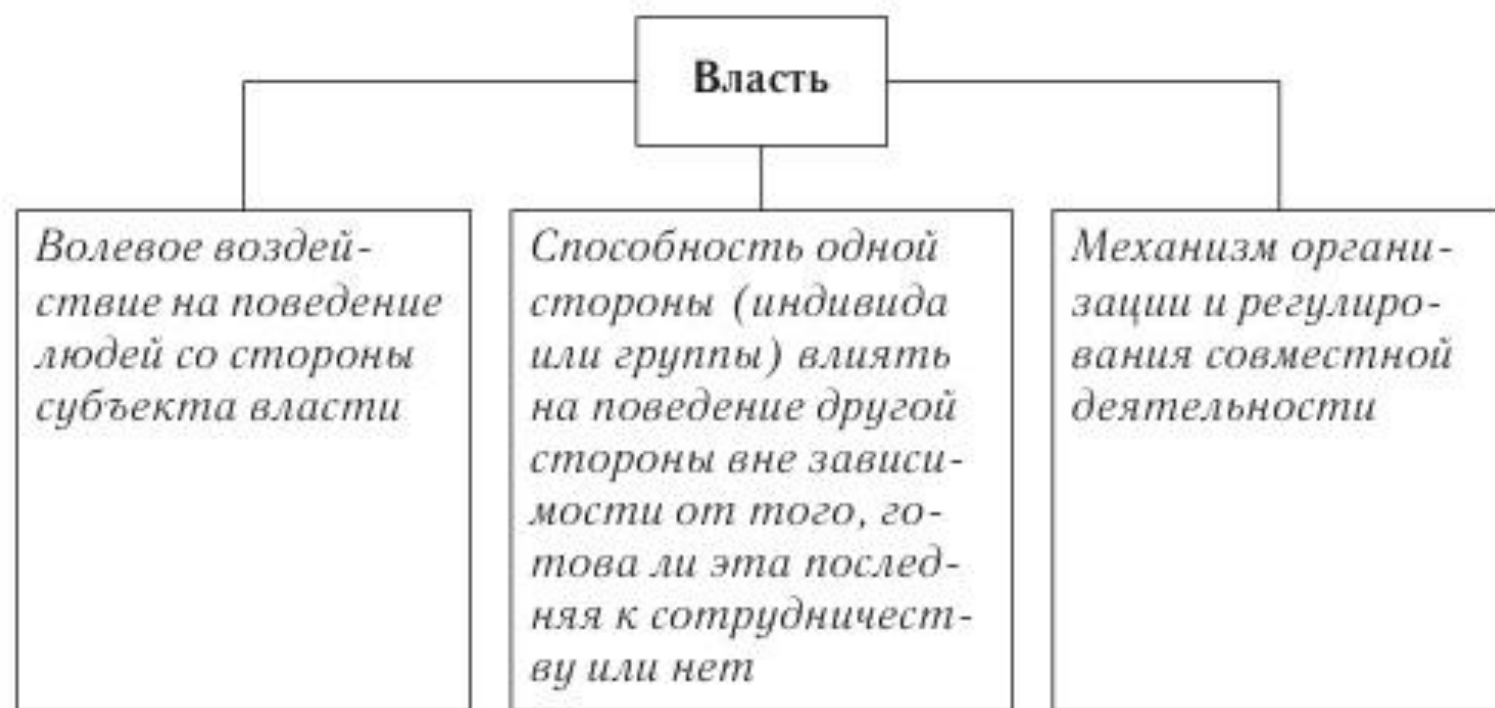 Власть
Волевое воздей-
ствие на поведение
людей со стороны
субъекта власти
Способность одной
стороны (индивида
или группы) влиять
на поведение другой
стороны вне зависи-
мости от того, го-
това ли эта послед-
няя к сотрудничест-
ву или нет
Механизм органи-
зации и регулиро-
вания совместной
деятельности